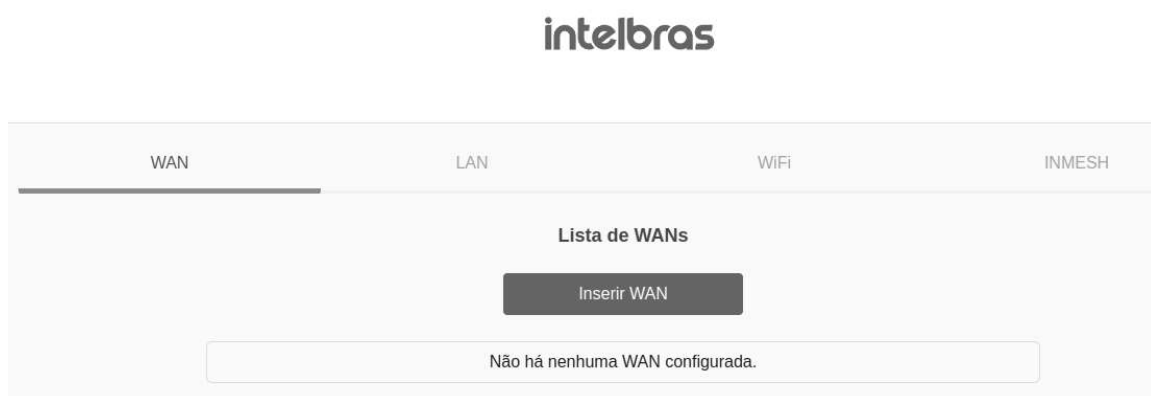 intelbras
WAN LAN WiFi INMESH
Lista de WANs
Inserir WAN
Não há nenhuma WAN configurada.